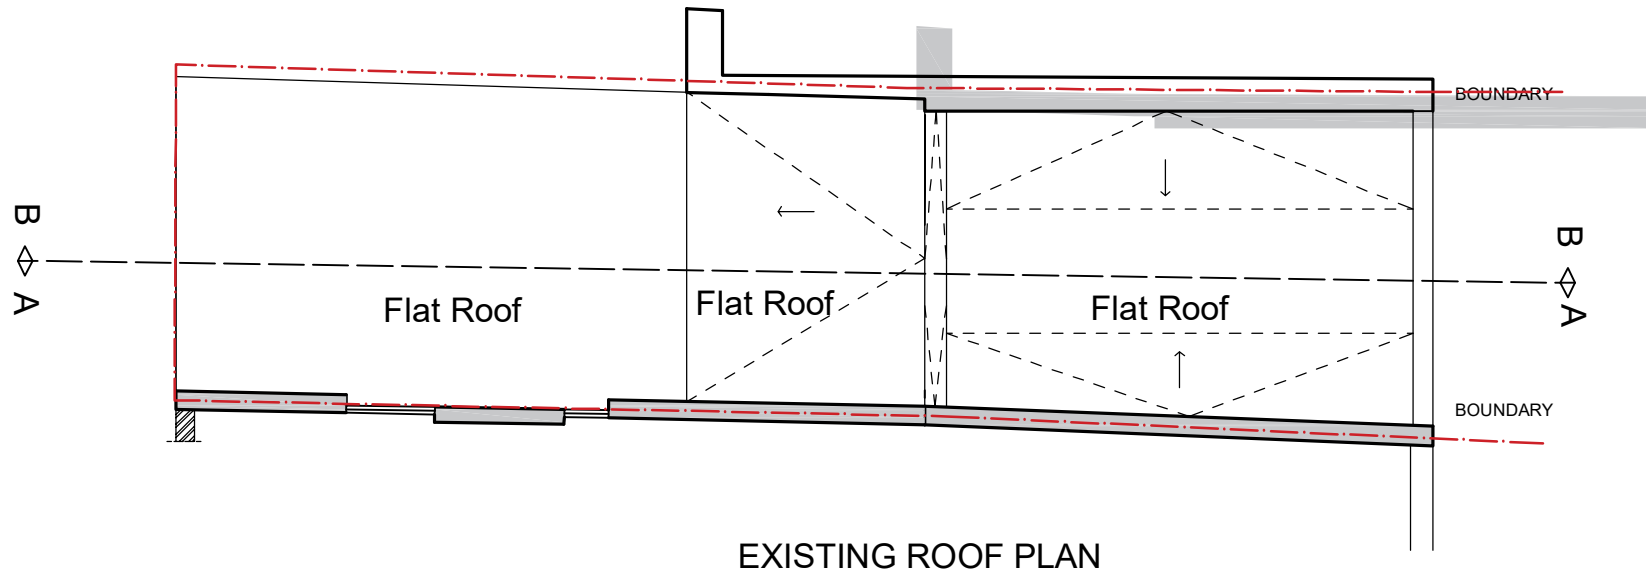 BOUNDARY
B
A
B
A
Flat Roof
Flat Roof
Flat Roof
BOUNDARY
EXISTING ROOF PLAN